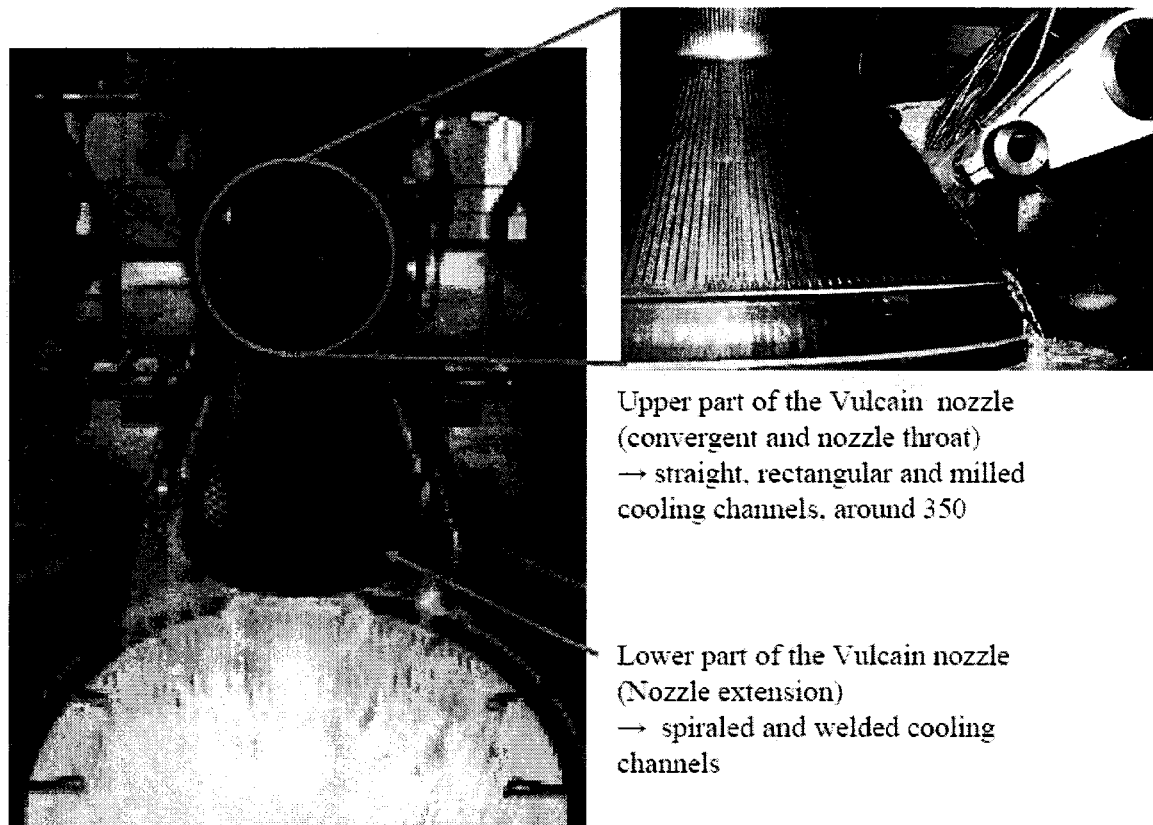 Upper part of the Vulcain nozzle
(convergent and nozzle throat)
→ straight, rectangular and milled
cooling channels, around 350
Lower part of the Vulcain nozzle
(Nozzle extension)
→ spiraled and welded cooling
channels